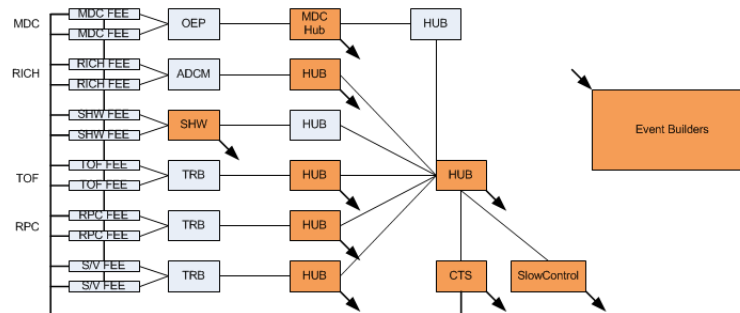 MDC
MDC FEE
MDC FEE
OEP
MDC
Hub
HUB
RICH
RICH FEE
RICH FEE
ADCM
HUB
SHW FEE
SHW FEE
SHW
HUB
Event Builders
TOF
TOF FEE
TOF FEE
TRB
HUB
HUB
RPC
RPC FEE
RPC FEE
TRB
HUB
S/V FEE
S/V FEE
TRB
HUB
CTS
SlowControl